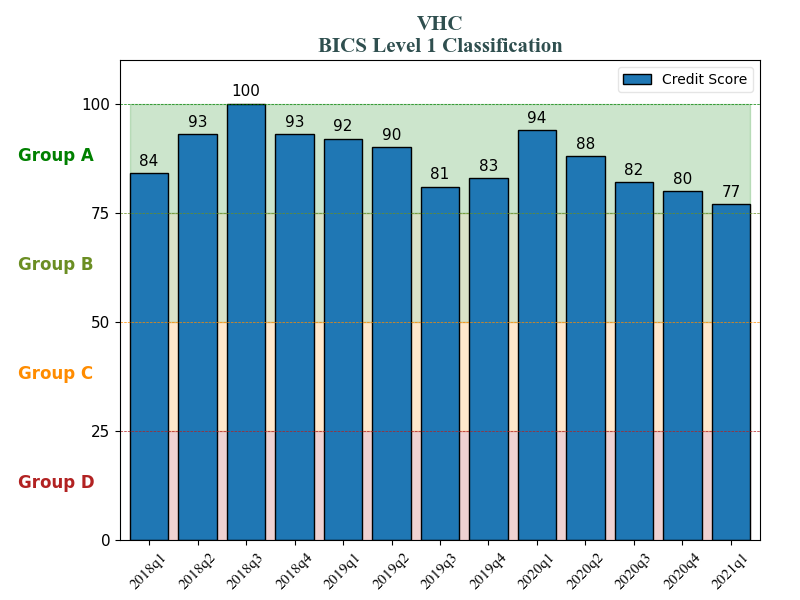 VHC
BICS Level 1 Classification
Credit Score
100
75
50
25
0
Group A
Group B
Group C
Group D
84
93
100
93
92
90
81
83
94
88
82
80
77
2018q1
2018q2
2018q3
2018q4
2019q1
2019q2
2019q3
2019q4
2020q1
2020q2
2020q3
2020q4
2021q1